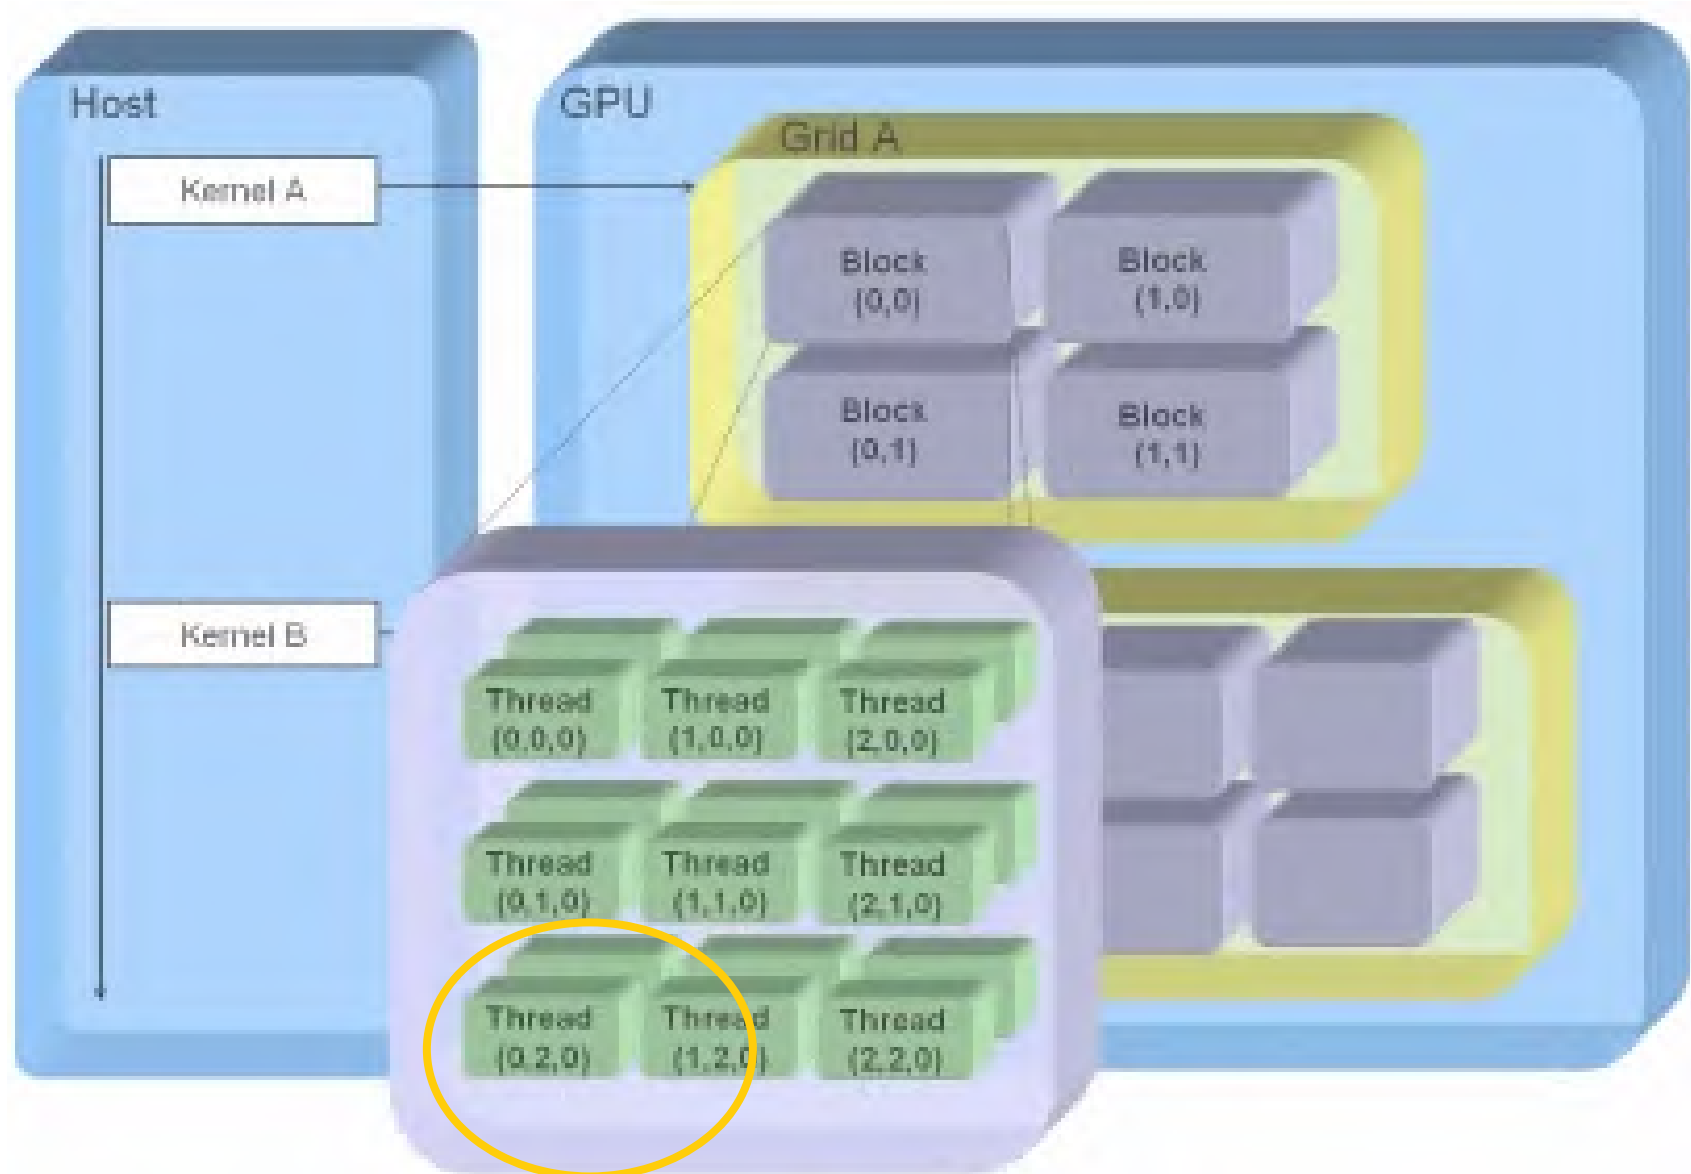 Host
GPU
Grid A
Kernel A
Block
(0,0)
Block
(1,0)
Block
(0,1)
Block
(1,1)
Kernel B
Thread
(0,0,0)
Thread
(1,0,0)
Thread
(2,0,0)
Thread
(0,1,0)
Thread
(1,1,0)
Thread
(2,1,0)
Thread
(0,2,0)
Thread
(1,2,0)
Thread
(2,2,0)